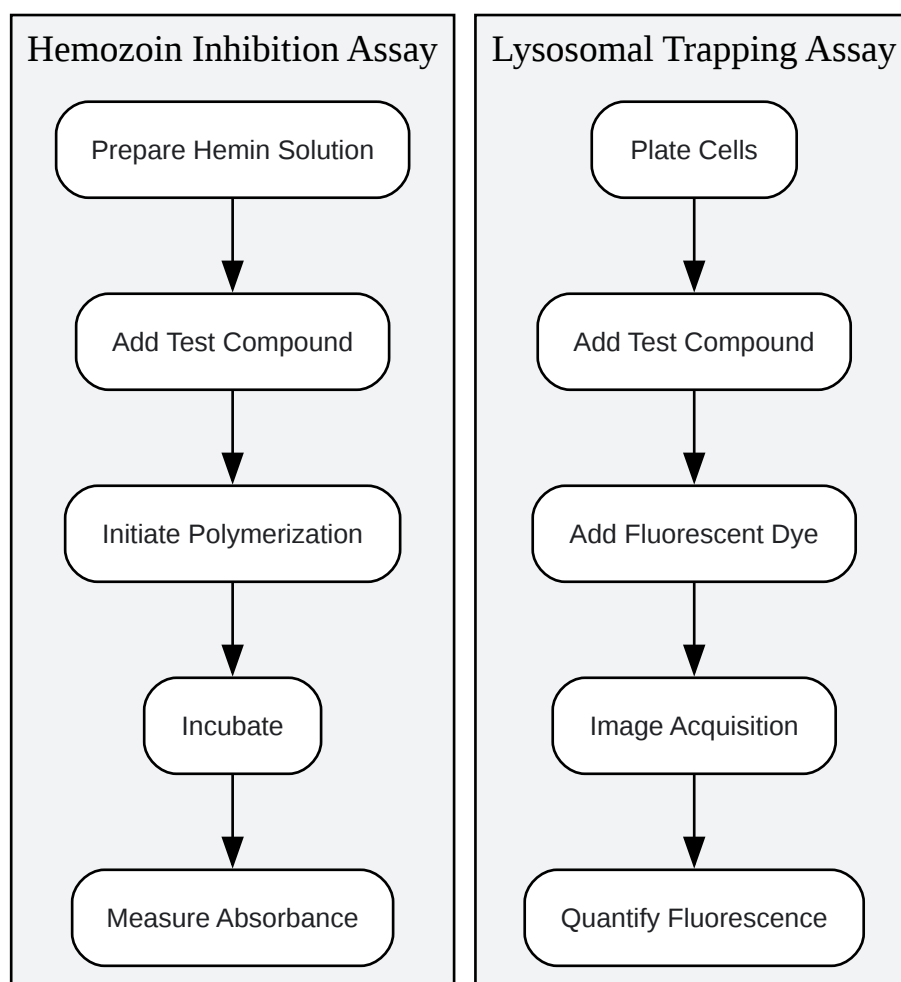 Hemozoin Inhibition Assay
Prepare Hemin Solution
Add Test Compound
Initiate Polymerization
Incubate
Measure Absorbance
Lysosomal Trapping Assay
Plate Cells
Add Test Compound
Add Fluorescent Dye
Image Acquisition
Quantify Fluorescence